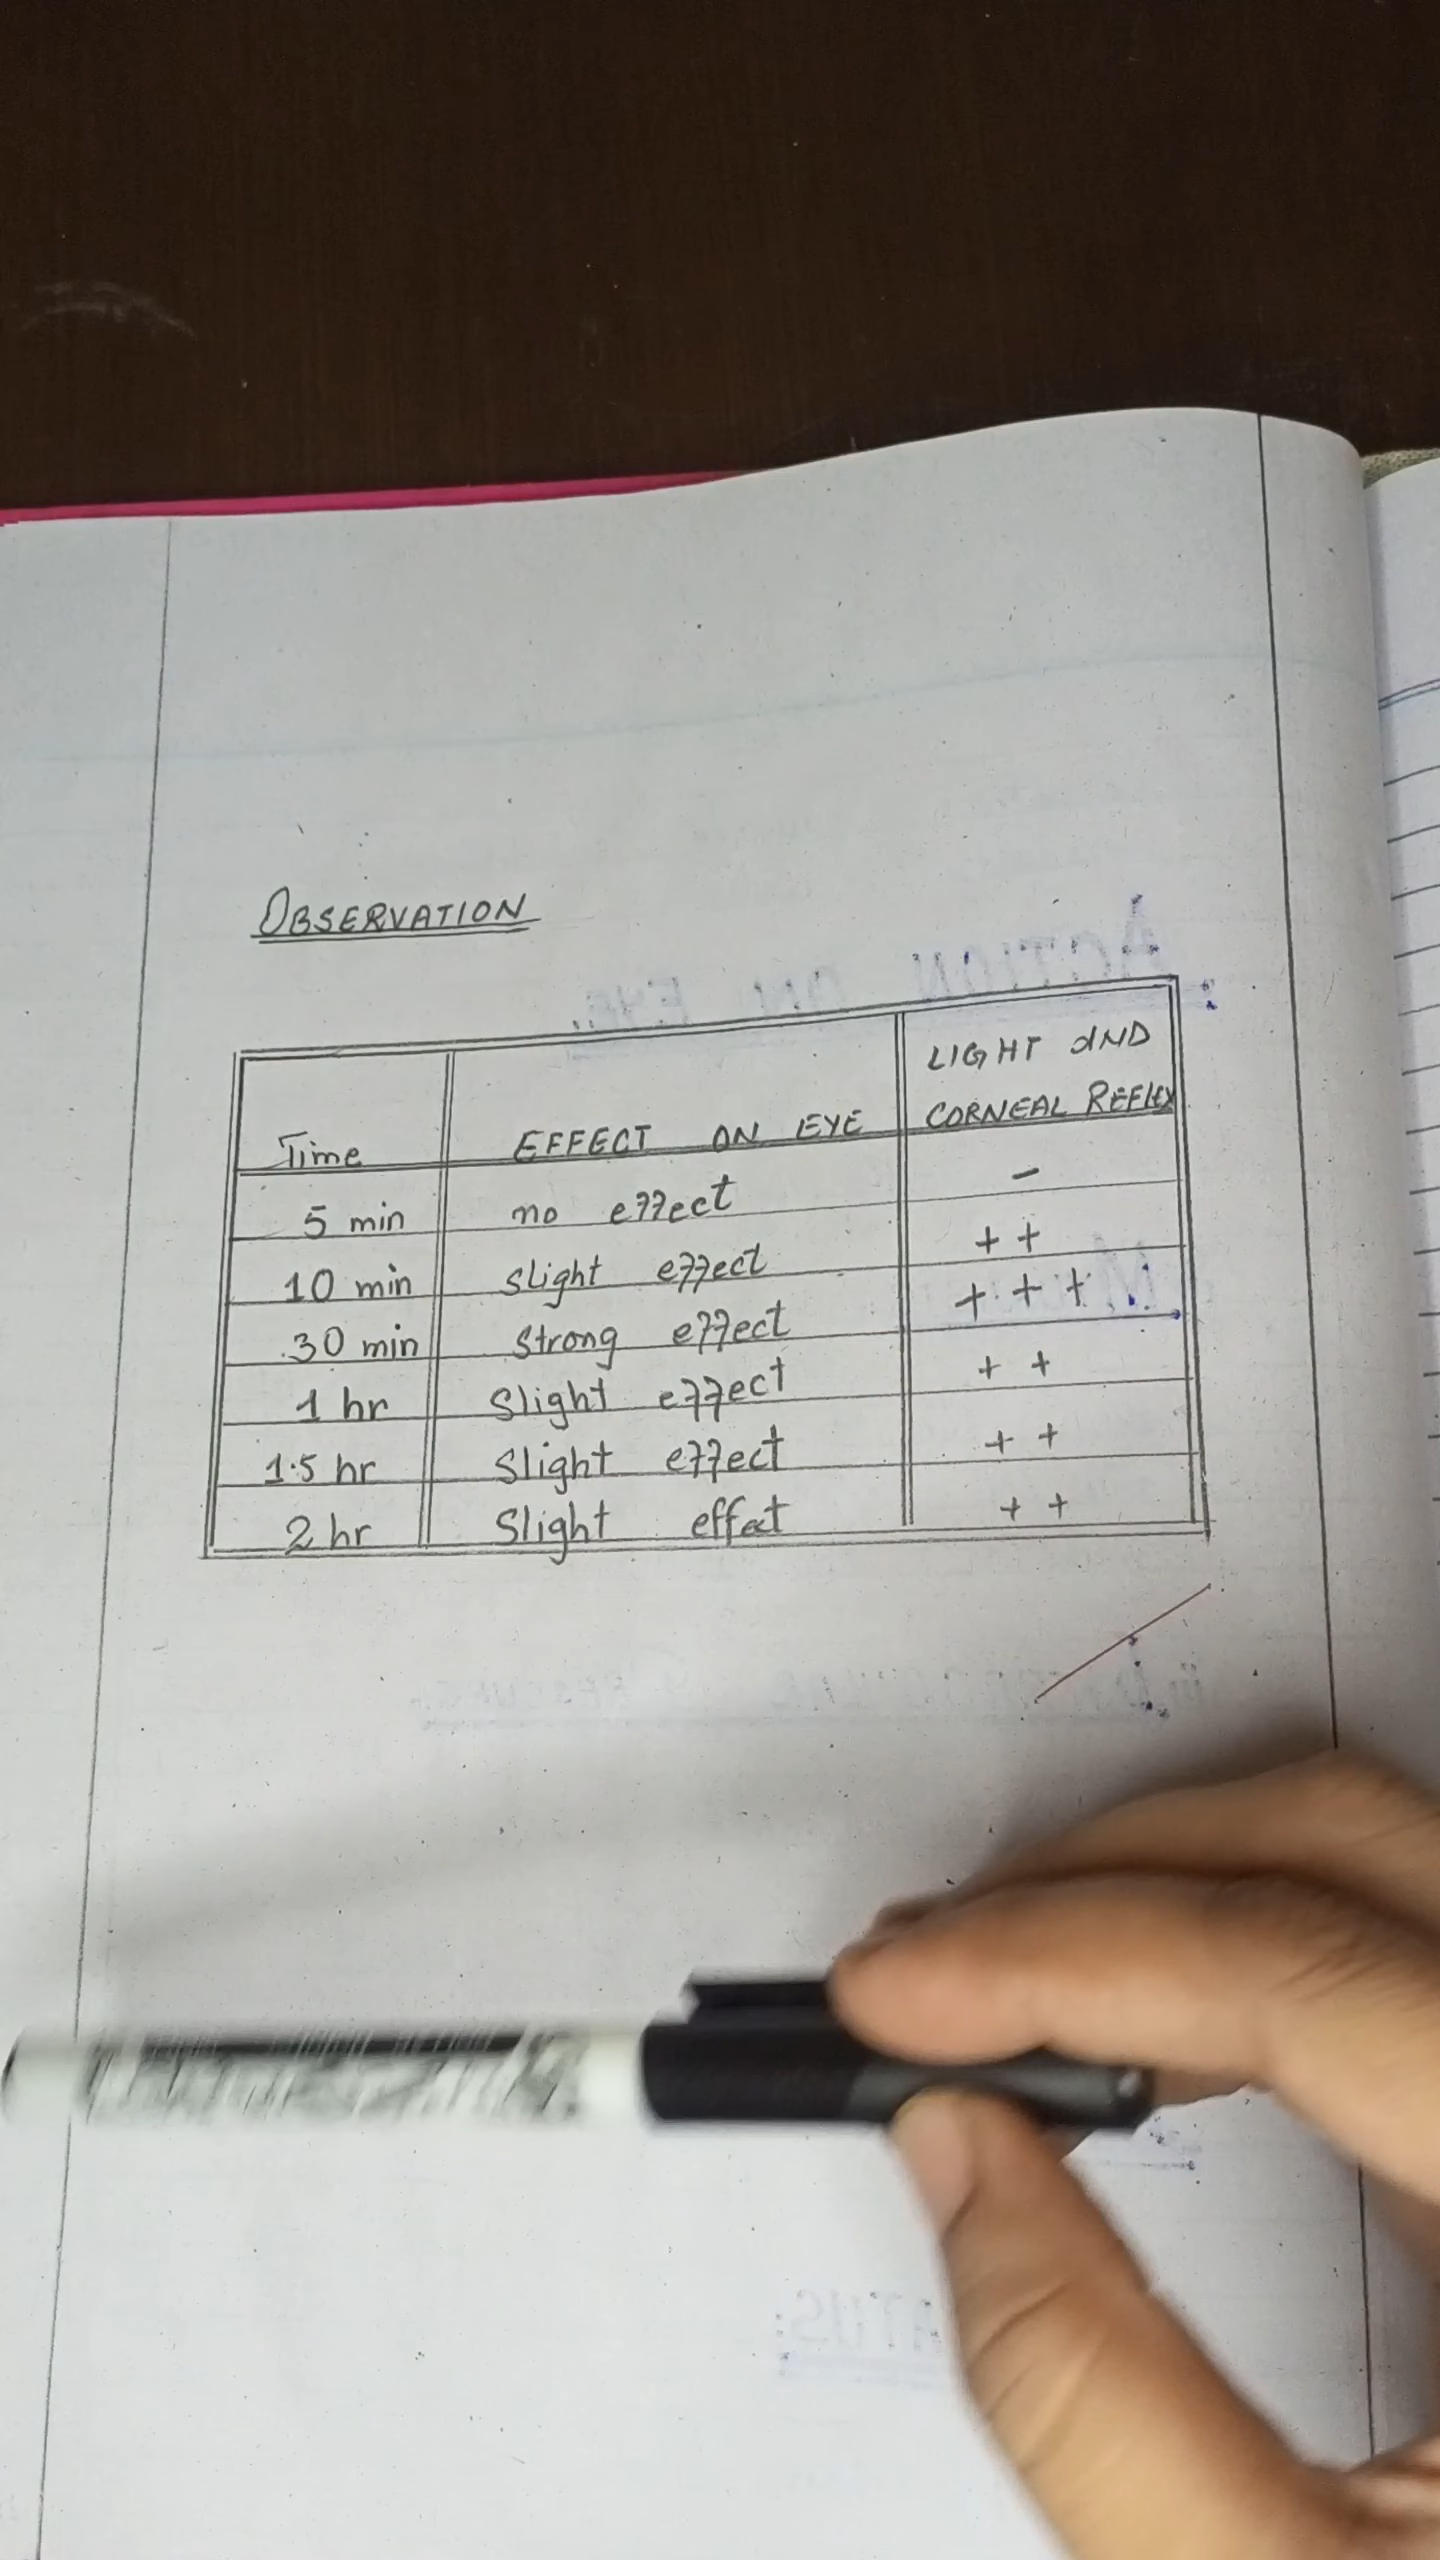 OBSERVATION
Time EFFECT ON EYE LIGHT AND CORNEAL REFLEX
5 min no effect -
10 min slight effect ++
30 min strong effect +++
1 hr slight effect ++
1.5 hr slight effect ++
2 hr Slight effect ++